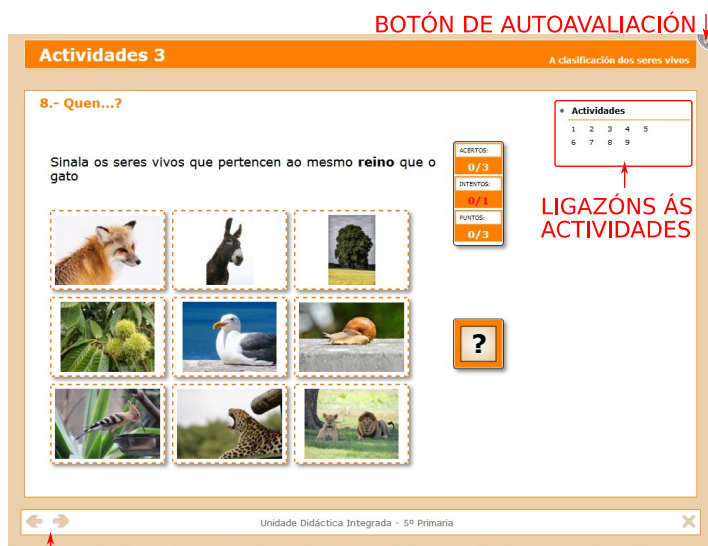 BOTÓN DE AUTOAVALIACIÓN
Actividades 3
A clasificación dos seres vivos
8.- Quen...?
Actividades
1 2 3 4 5
6 7 8 9
LIGAZÓNS ÁS
ACTIVIDADES
Sinala os seres vivos que pertencen ao mesmo reino que o
gato
ACERTOS:
0/3
INTENTOS:
0/1
PUNTOS:
0/3
?
Unidade Didáctica Integrada - 5º Primaria